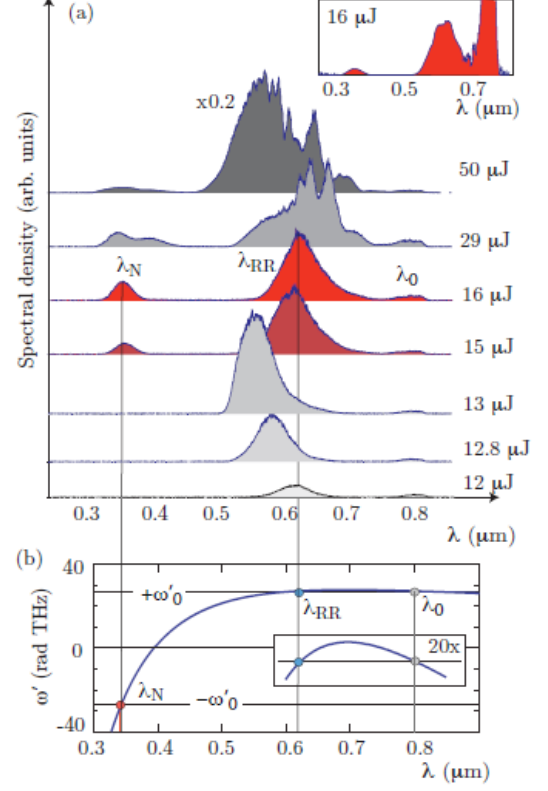 (a)
16 μJ
0.3 0.5 0.7
λ (μm)
x0.2
Spectral density (arb. units)
50 μJ
29 μJ
λN λRR λ0
16 μJ
15 μJ
13 μJ
12.8 μJ
12 μJ
0.3 0.4 0.5 0.6 0.7 0.8
λ (μm)
(b)
ω' (rad THz)
40
0
-40
+ω'0
λRR λ0
20x
λN −ω'0
0.3 0.4 0.5 0.6 0.7 0.8
λ (μm)